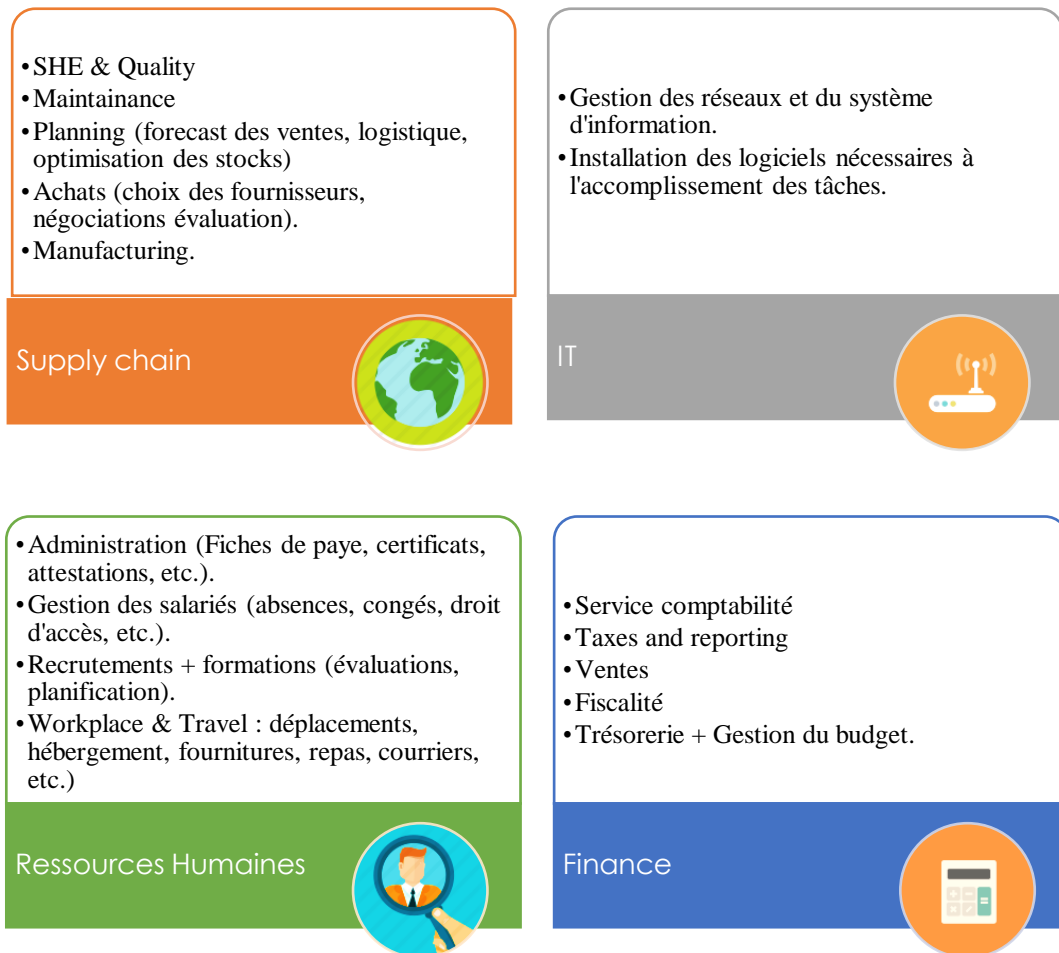 •SHE & Quality
•Maintainance
•Planning (forecast des ventes, logistique,
optimisation des stocks)
•Achats (choix des fournisseurs,
négociations évaluation).
•Manufacturing.
Supply chain
•Gestion des réseaux et du système
d'information.
•Installation des logiciels nécessaires à
l'accomplissement des tâches.
IT
•Administration (Fiches de paye, certificats,
attestations, etc.).
•Gestion des salariés (absences, congés, droit
d'accès, etc.).
•Recrutements + formations (évaluations,
planification).
•Workplace & Travel : déplacements,
hébergement, fournitures, repas, courriers,
etc.)
Ressources Humaines
•Service comptabilité
•Taxes and reporting
•Ventes
•Fiscalité
•Trésorerie + Gestion du budget.
Finance